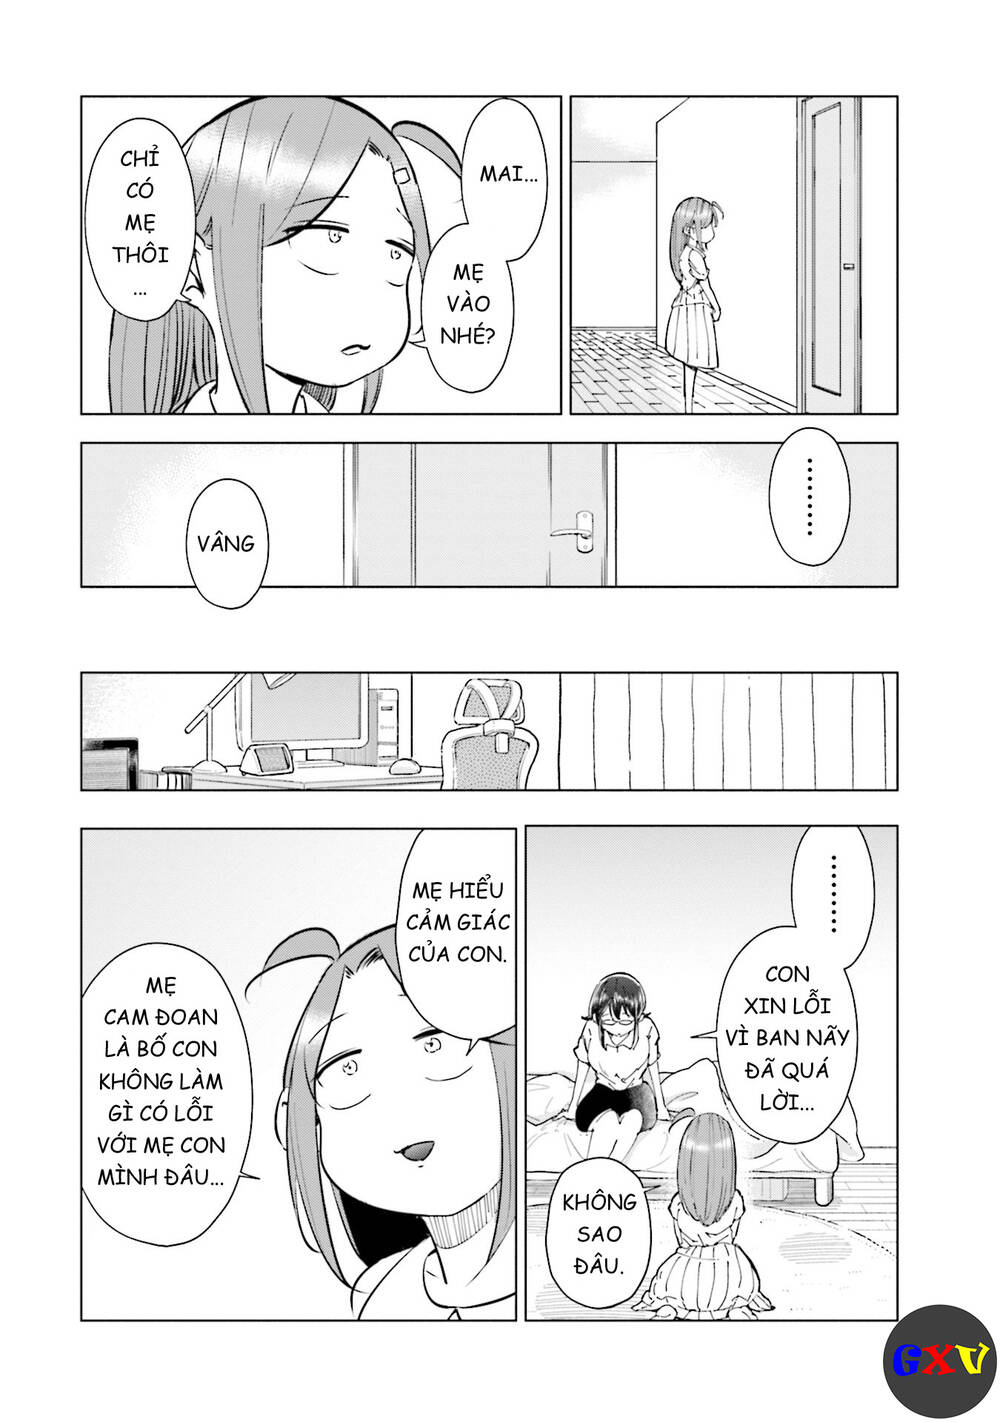 MAI...
MẸ
VÀO
NHÉ?
CHỈ
CÓ
MẸ
THÔI
...
.........
VÂNG
.........
CON
XIN LỖI
VÌ BAN NÃY
ĐÃ QUÁ
LỜI...
KHÔNG
SAO
ĐÂU.
MẸ HIỂU
CẢM GIÁC
CỦA CON.
MẸ
CAM ĐOAN
LÀ BỐ CON
KHÔNG LÀM
GÌ CÓ LỖI
VỚI MẸ CON
MÌNH ĐÂU...
GXV